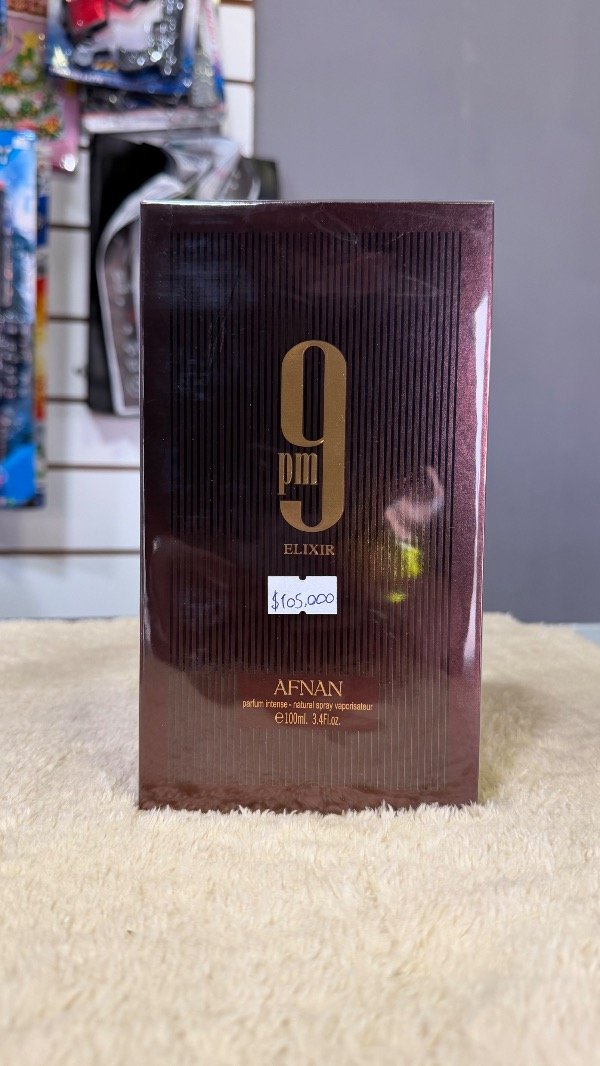 9
pm
ELIXIR
$105,000
AFNAN
parfum intense - natural spray vaporisateur
℮100ml. 3.4Fl.oz.